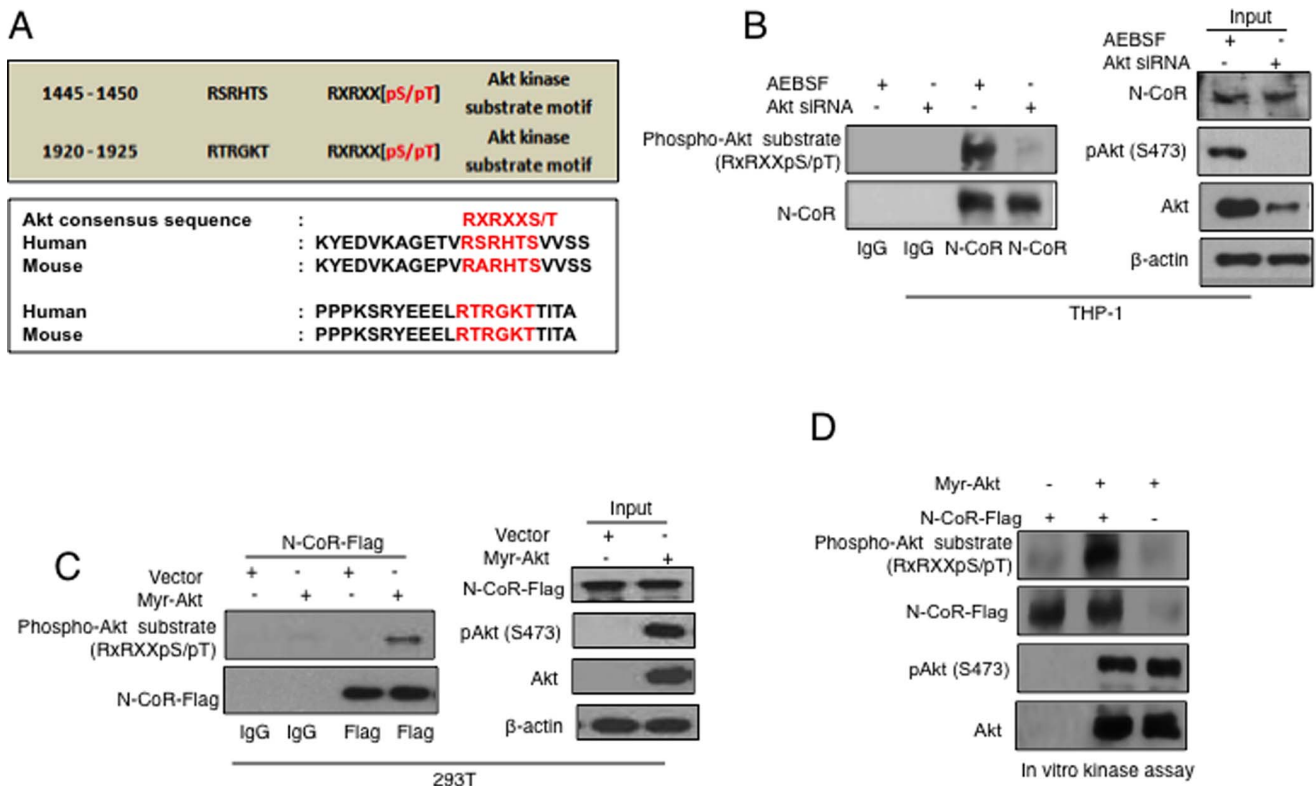 A
1445-1450 RSRHTS RXRXX[pS/pT] Akt kinase
substrate motif
1920-1925 RTRGKT RXRXX[pS/pT] Akt kinase
substrate motif
Akt consensus sequence : RXRXXS/T
Human : KYEDVKAGETVRSRHTSVVSS
Mouse : KYEDVKAGEPVRARHTSVVSS
Human : PPPKSRYEEELRTRGKTTITA
Mouse : PPPKSRYEEELRTRGKTTITA
B
AEBSF + - + -
Akt siRNA - + - +
Phospho-Akt substrate
(RxRXXpS/pT)
N-CoR
IgG IgG N-CoR N-CoR
Input
AEBSF + -
Akt siRNA - +
N-CoR
pAkt (S473)
Akt
β-actin
THP-1
C
N-CoR-Flag
Vector + - + -
Myr-Akt - + - +
Phospho-Akt substrate
(RxRXXpS/pT)
N-CoR-Flag
IgG IgG Flag Flag
Input
Vector + -
Myr-Akt - +
N-CoR-Flag
pAkt (S473)
Akt
β-actin
293T
D
Myr-Akt - + +
N-CoR-Flag + + -
Phospho-Akt substrate
(RxRXXpS/pT)
N-CoR-Flag
pAkt (S473)
Akt
In vitro kinase assay